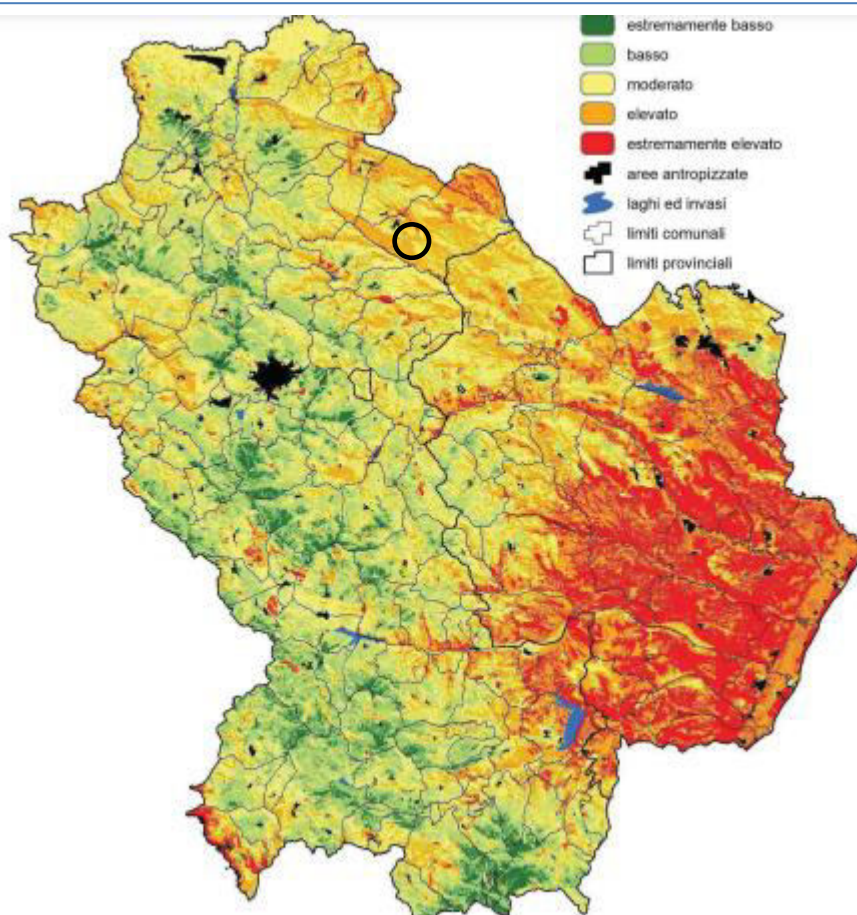 estremamente basso
basso
moderato
elevato
estremamente elevato
aree antropizzate
laghi ed invasi
limiti comunali
limiti provinciali